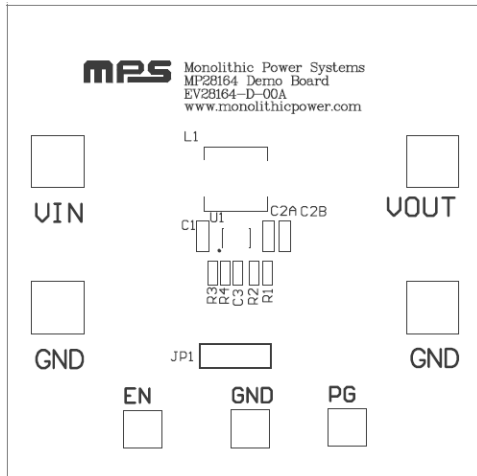 mps
Monolithic Power Systems
MP28164 Demo Board
EV28164-D-00A
www.monolithicpower.com
L1
VIN
VOUT
C1
U1
C2A C2B
R3
R4
C3
R2
R1
GND
GND
JP1
EN
GND
PG